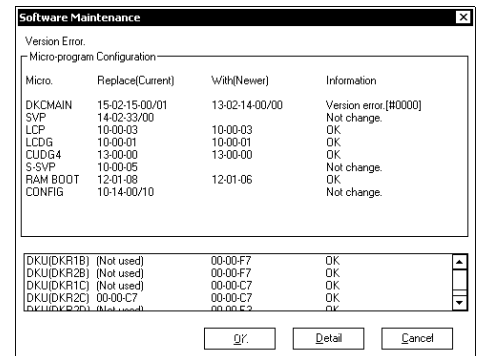 Software Maintenance
Version Error.
Micro-program Configuration
Micro. Replace(Current) With(Newer) Information
DKCMAIN 15-02-15-00/01 13-02-14-00/00 Version error.[#0000]
SVP 14-02-33/00 Not change.
LCP 10-00-03 10-00-03 OK
LCDG 10-00-01 10-00-01 OK
CUDG4 13-00-00 13-00-00 OK
S-SVP 10-00-05 Not change.
RAM BOOT 12-01-08 12-01-06 OK
CONFIG 10-14-00/10 Not change.
DKU(DKR1B) (Not used) 00-00-F7 OK
DKU(DKR2B) (Not used) 00-00-F7 OK
DKU(DKR1C) (Not used) 00-00-C7 OK
DKU(DKR2C) 00-00-C7 00-00-C7 OK
DKU(DKR2D) (Not used) OK
OK Detail Cancel